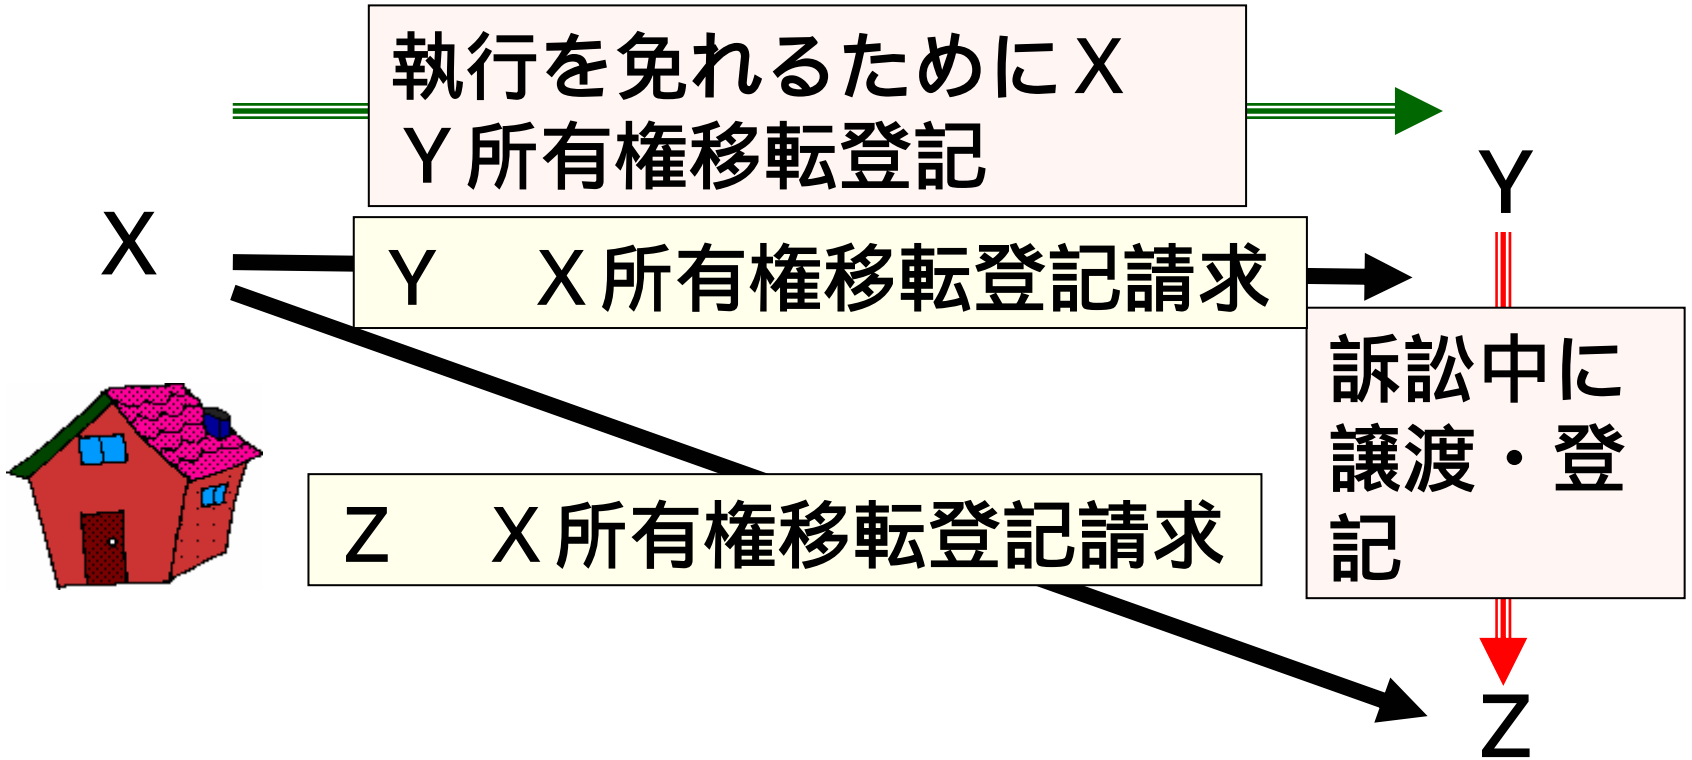 執行を免れるためにX
Y所有権移転登記
X
Y
Y　X所有権移転登記請求
訴訟中に
譲渡・登
記
Z　X所有権移転登記請求
Z